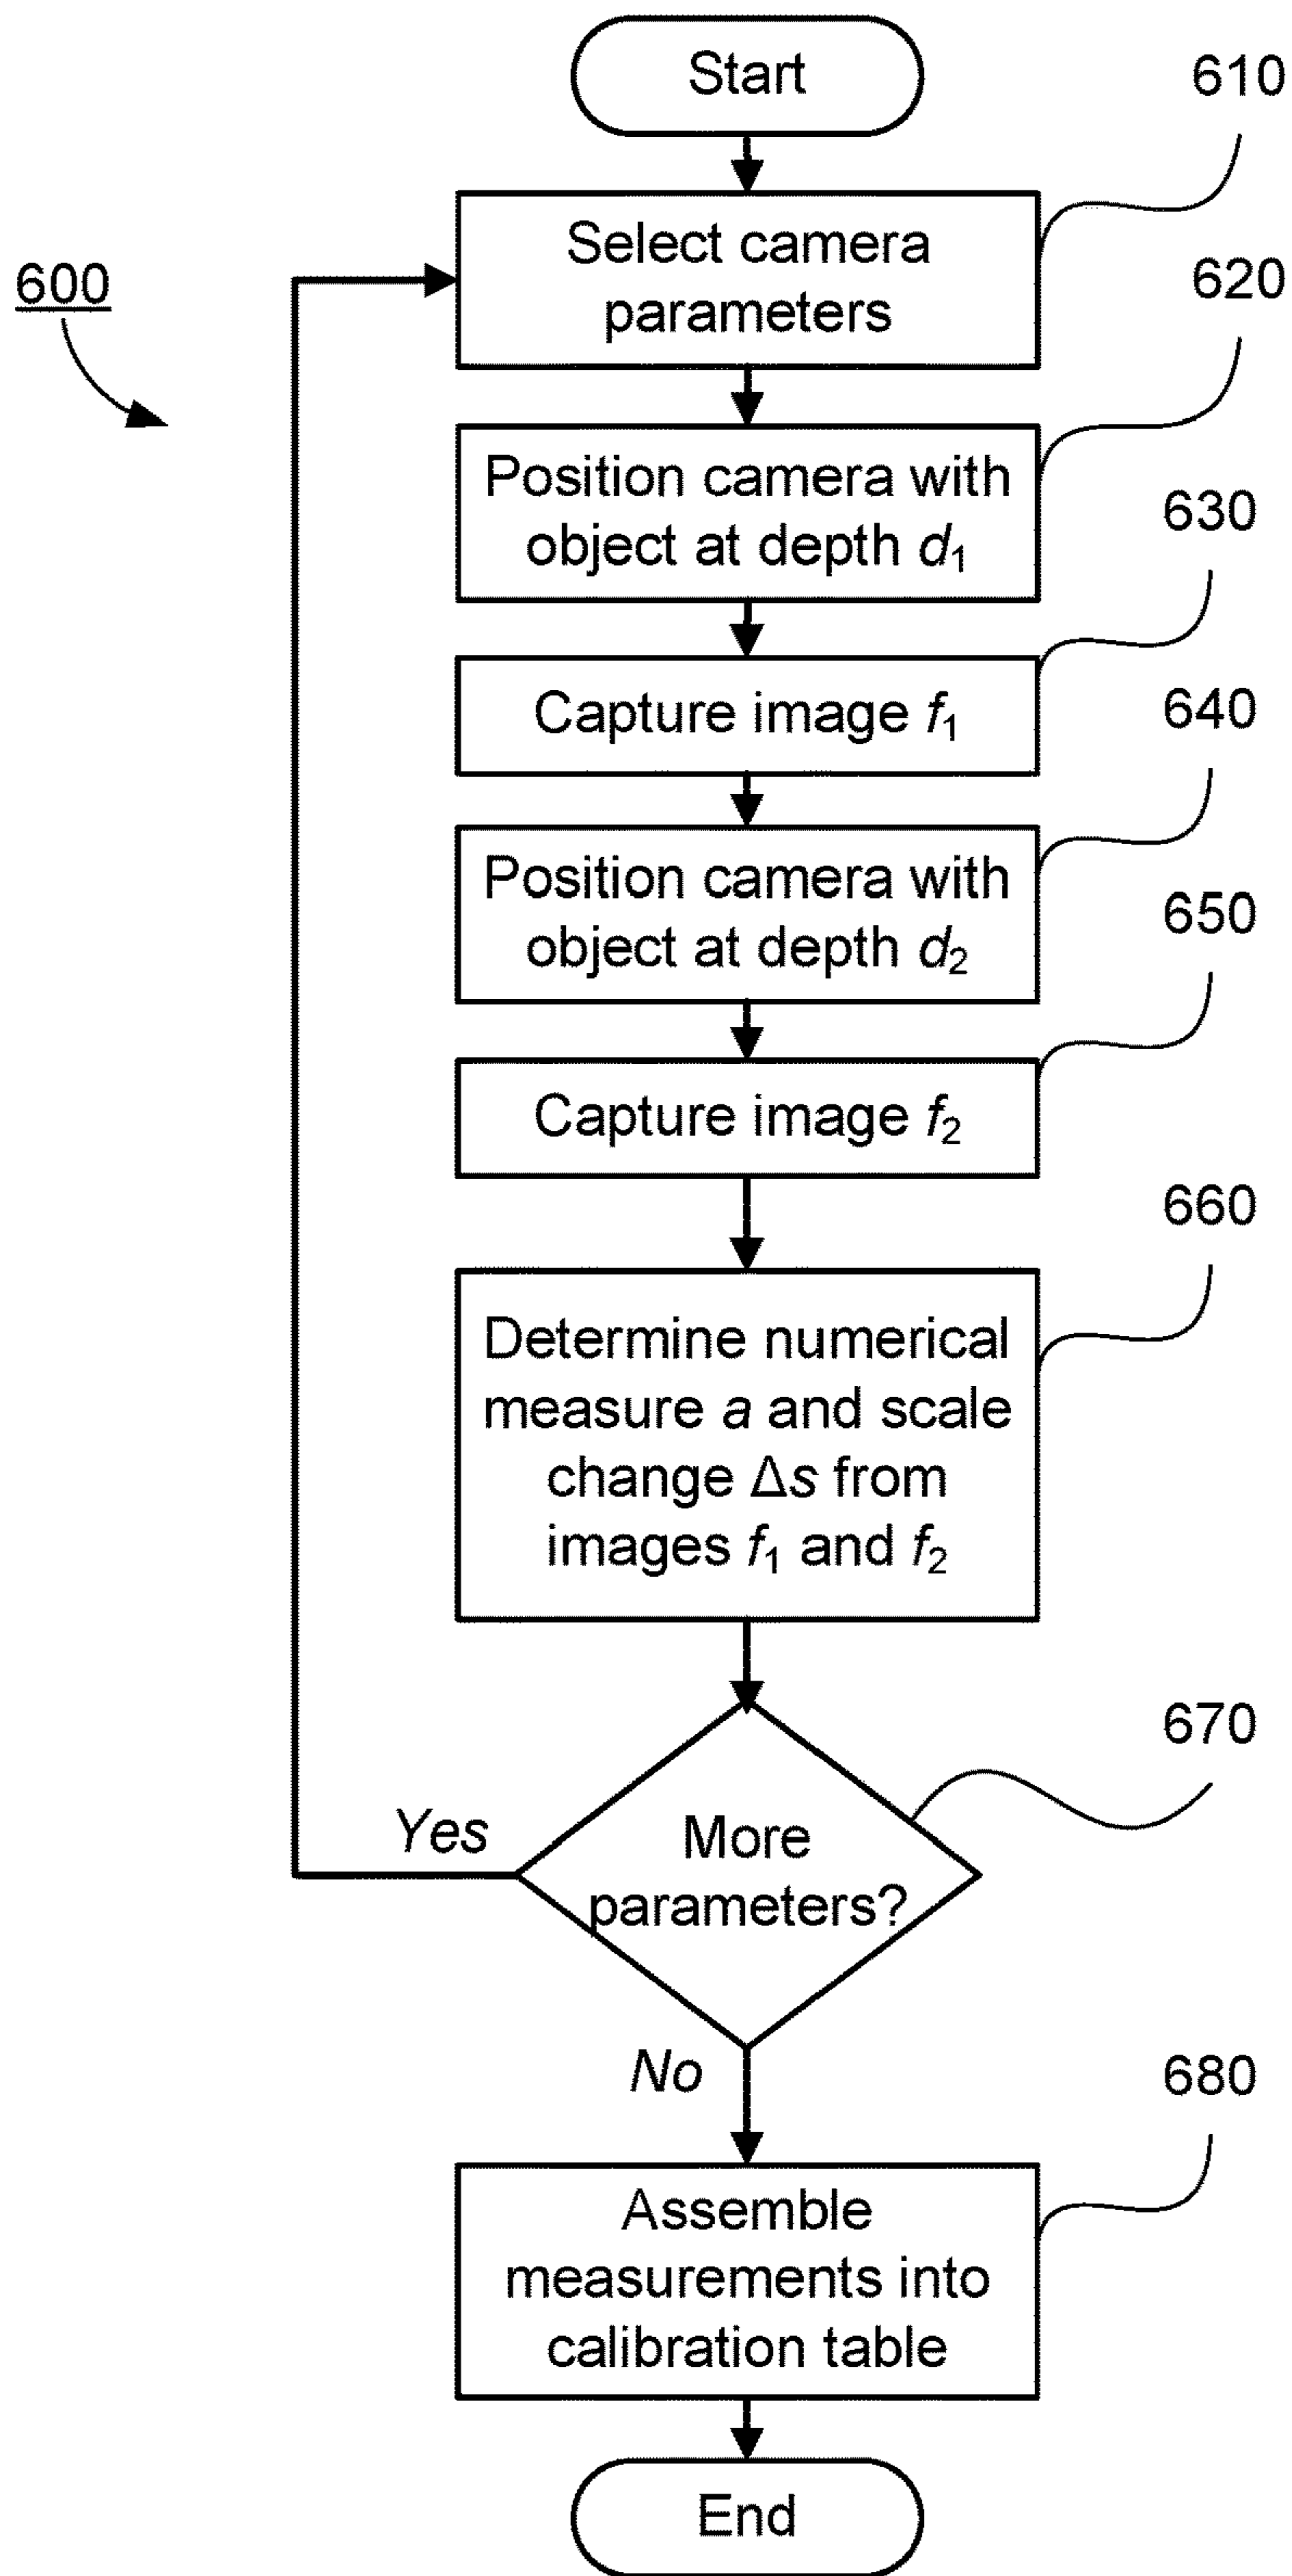 Start
610
Select camera
parameters
600
620
Position camera with
object at depth d₁
630
Capture image f₁
640
Position camera with
object at depth d₂
650
Capture image f₂
660
Determine numerical
measure a and scale
change Δs from
images f₁ and f₂
670
Yes
More
parameters?
No
680
Assemble
measurements into
calibration table
End